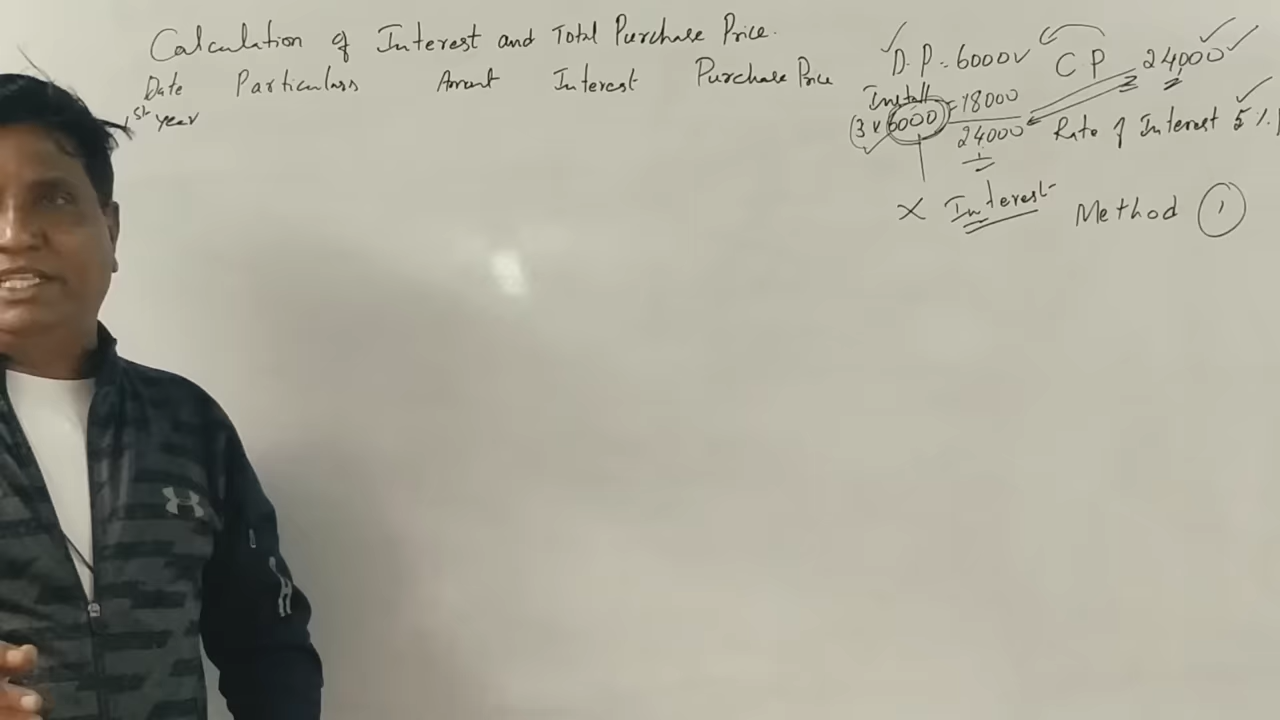 Calculation of Interest and Total Purchase Price.
Date Particulars Amount Interest Purchase Price
1st year
D.P. = 6000 C P 24000
Install
(3 x 6000) = 18000
24000 Rate of Interest 5%
X Interest Method 1